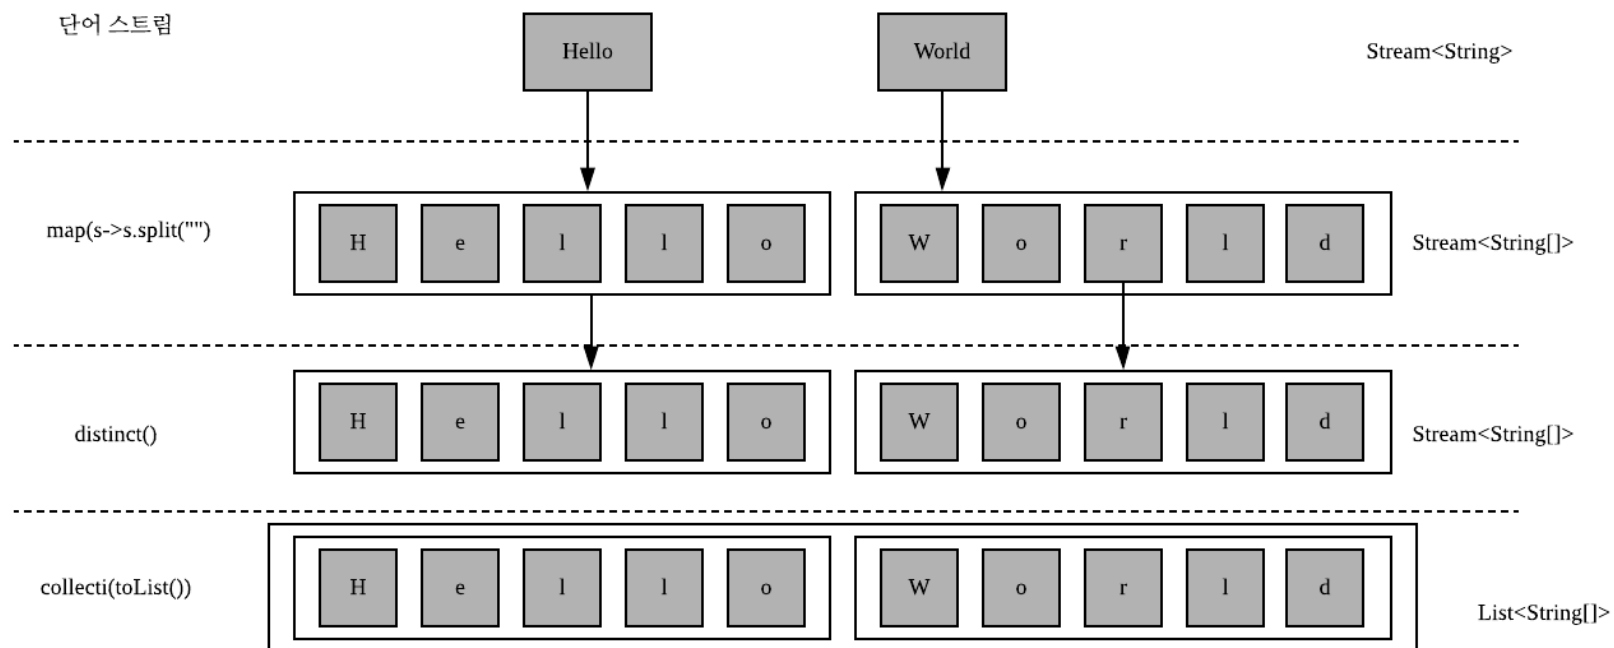 단어 스트림
Hello World Stream<String>
map(s->s.split("") H e l l o W o r l d Stream<String[]>
distinct() H e l l o W o r l d Stream<String[]>
collecti(toList()) H e l l o W o r l d
List<String[]>